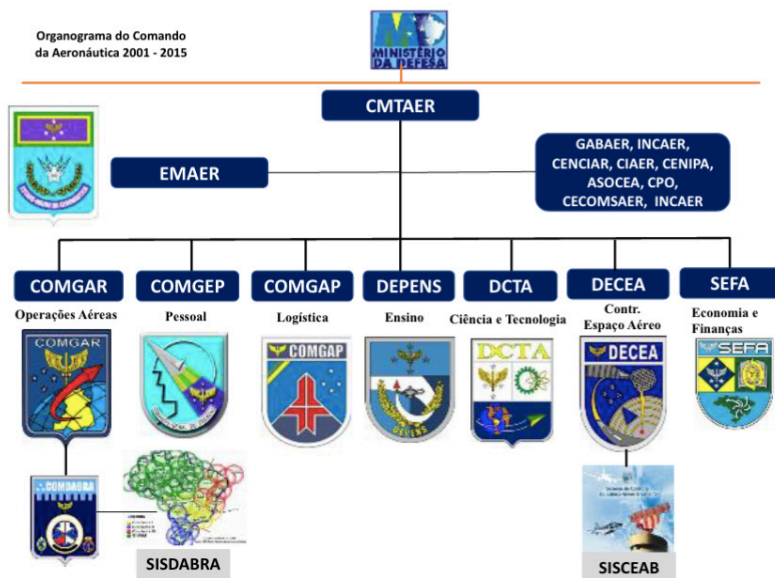 Organograma do Comando
da Aeronáutica 2001 - 2015
MINISTÉRIO
DA DEFESA
CMTAER
EMAER
GABAER, INCAER,
CENCIAR, CIAER, CENIPA,
ASOCEA, CPO,
CECOMSAER, INCAER
COMGAR
COMGEP
COMGAP
DEPENS
DCTA
DECEA
SEFA
Operações Aéreas
Pessoal
Logística
Ensino
Ciência e Tecnologia
Contr.
Espaço Aéreo
Economia e
Finanças
COMGAR
COMGAP
DEPENS
DCTA
DECEA
SEFA
COMDABRA
SISDABRA
SISCEAB